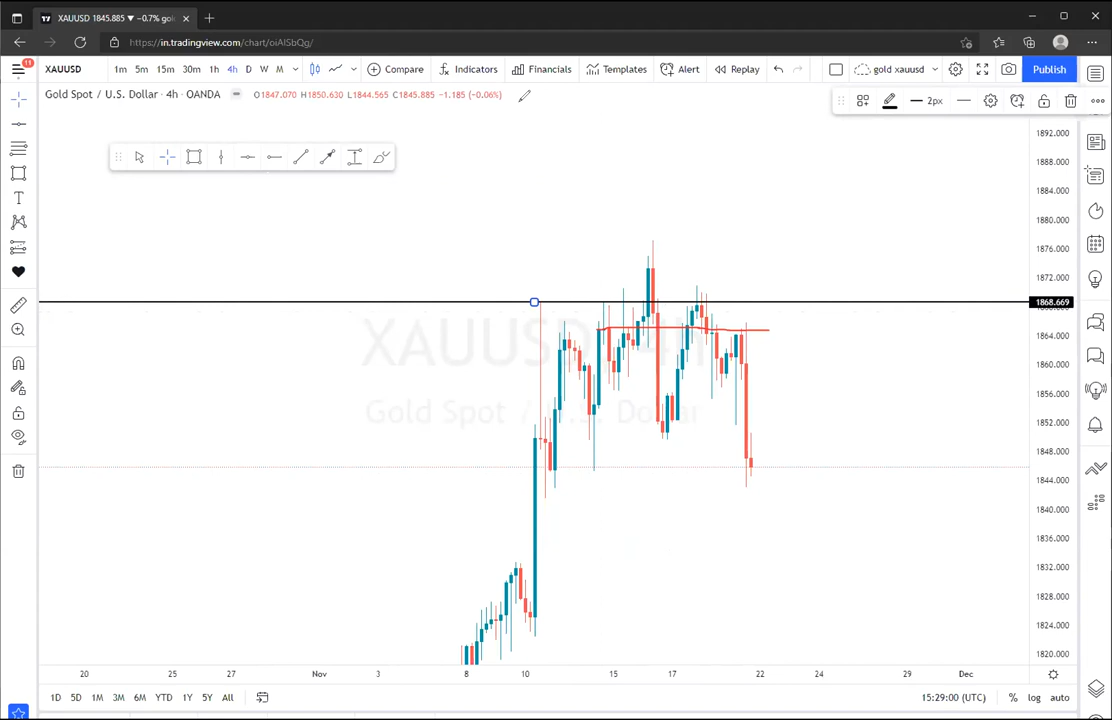 XAUUSD 1845.885 ▼ −0.7% gol
https://in.tradingview.com/chart/oiAISbQg/
11
XAUUSD 1m 5m 15m 30m 1h 4h D W M Compare Indicators Financials Templates Alert Replay gold xauusd Publish
Gold Spot / U.S. Dollar · 4h · OANDA O1847.070 H1850.630 L1844.565 C1845.885 −1.185 (−0.06%)
2px
1892.000
1888.000
1884.000
1880.000
1876.000
1872.000
1868.669
1864.000
1860.000
1856.000
1852.000
1848.000
1844.000
1840.000
1836.000
1832.000
1828.000
1824.000
1820.000
20 25 27 Nov 3 8 10 15 17 22 24 29 Dec
1D 5D 1M 3M 6M YTD 1Y 5Y All 15:29:00 (UTC) % log auto